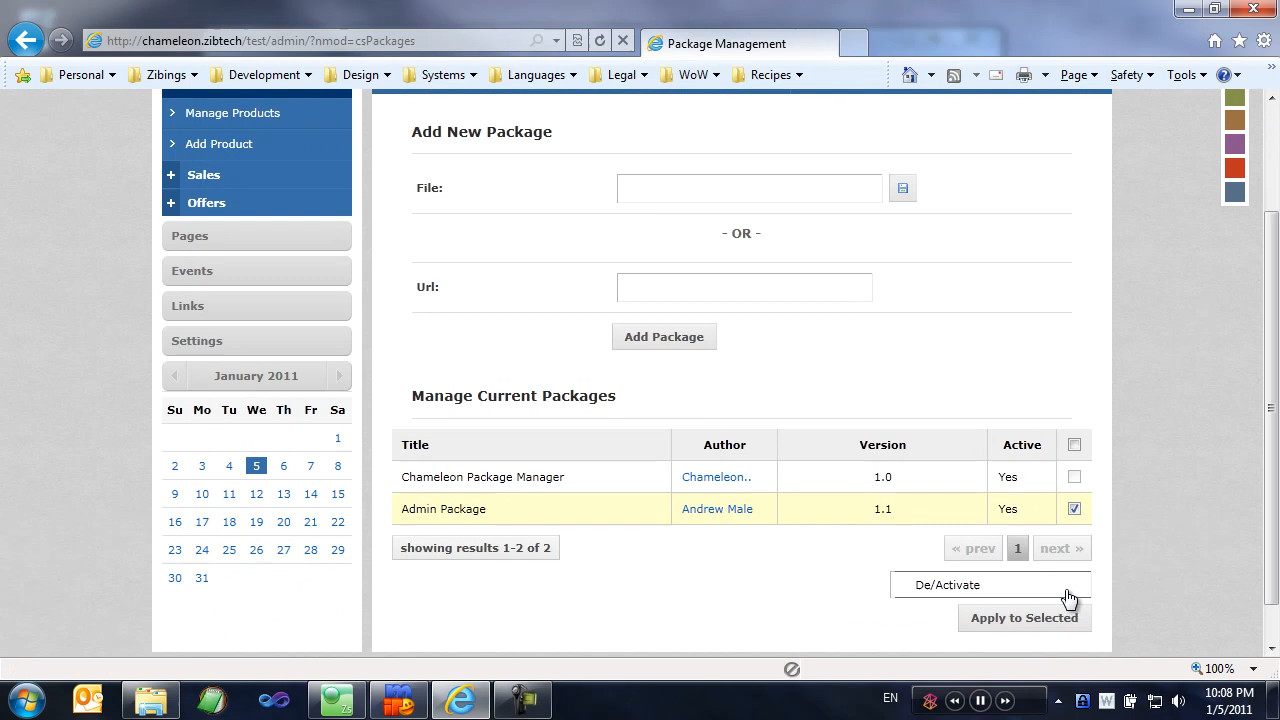 http://chameleon.zibtech/test/admin/?nmod=csPackages
Package Management
Personal
Zibings
Development
Design
Systems
Languages
Legal
WoW
Recipes
Page
Safety
Tools
»
Manage Products
Add Product
Sales
Offers
Pages
Events
Links
Settings
January 2011
Su Mo Tu We Th Fr Sa
1
2 3 4 5 6 7 8
9 10 11 12 13 14 15
16 17 18 19 20 21 22
23 24 25 26 27 28 29
30 31
Add New Package
File:
- OR -
Url:
Add Package
Manage Current Packages
Title Author Version Active
Chameleon Package Manager Chameleon.. 1.0 Yes
Admin Package Andrew Male 1.1 Yes
showing results 1-2 of 2
« prev 1 next »
De/Activate
Apply to Selected
100%
EN
10:08 PM
1/5/2011